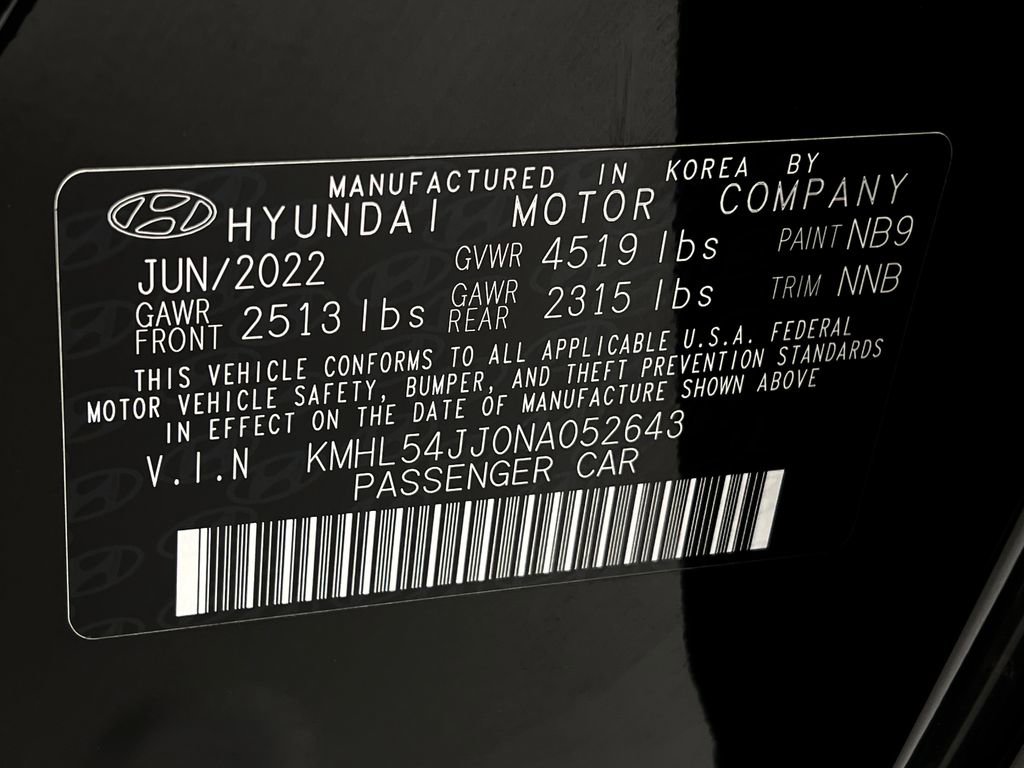 MANUFACTURED IN KOREA BY
HYUNDAI MOTOR COMPANY
JUN/2022 GVWR 4519 lbs PAINT NB9
GAWR FRONT 2513 lbs GAWR REAR 2315 lbs TRIM NNB
THIS VEHICLE CONFORMS TO ALL APPLICABLE U.S.A. FEDERAL
MOTOR VEHICLE SAFETY, BUMPER, AND THEFT PREVENTION STANDARDS
IN EFFECT ON THE DATE OF MANUFACTURE SHOWN ABOVE
V.I.N KMHL54JJ0NA052643
PASSENGER CAR